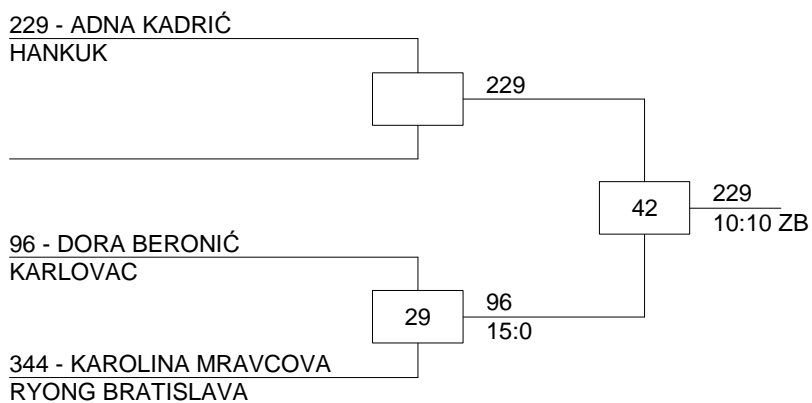 229 - ADNA KADRIĆ
HANKUK
229
42
229
10:10 ZB
96 - DORA BERONIĆ
KARLOVAC
29
96
15:0
344 - KAROLINA MRAVCOVA
RYONG BRATISLAVA